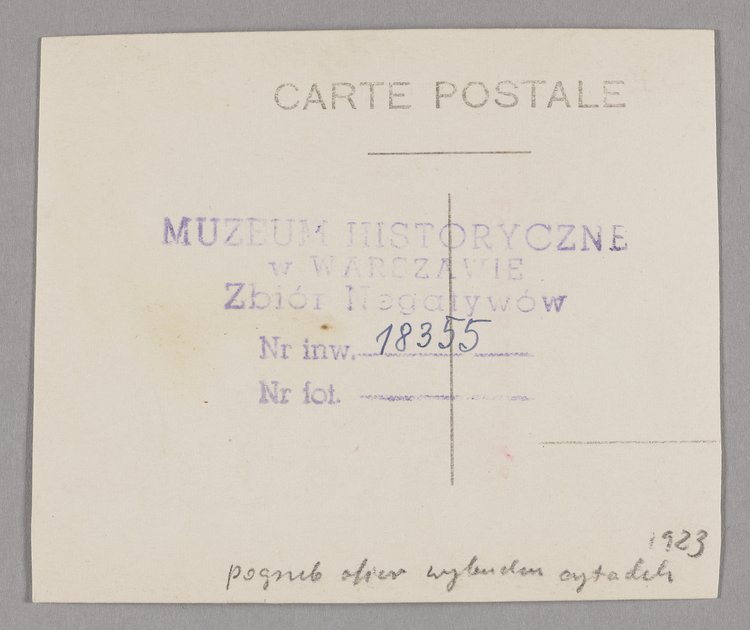 CARTE POSTALE
MUZEUM HISTORYCZNE
w WARSZAWIE
Zbiór Negatywów
Nr inw. 18355
Nr fot.
1923
pogrzeb ofiar wybuchu cytadeli